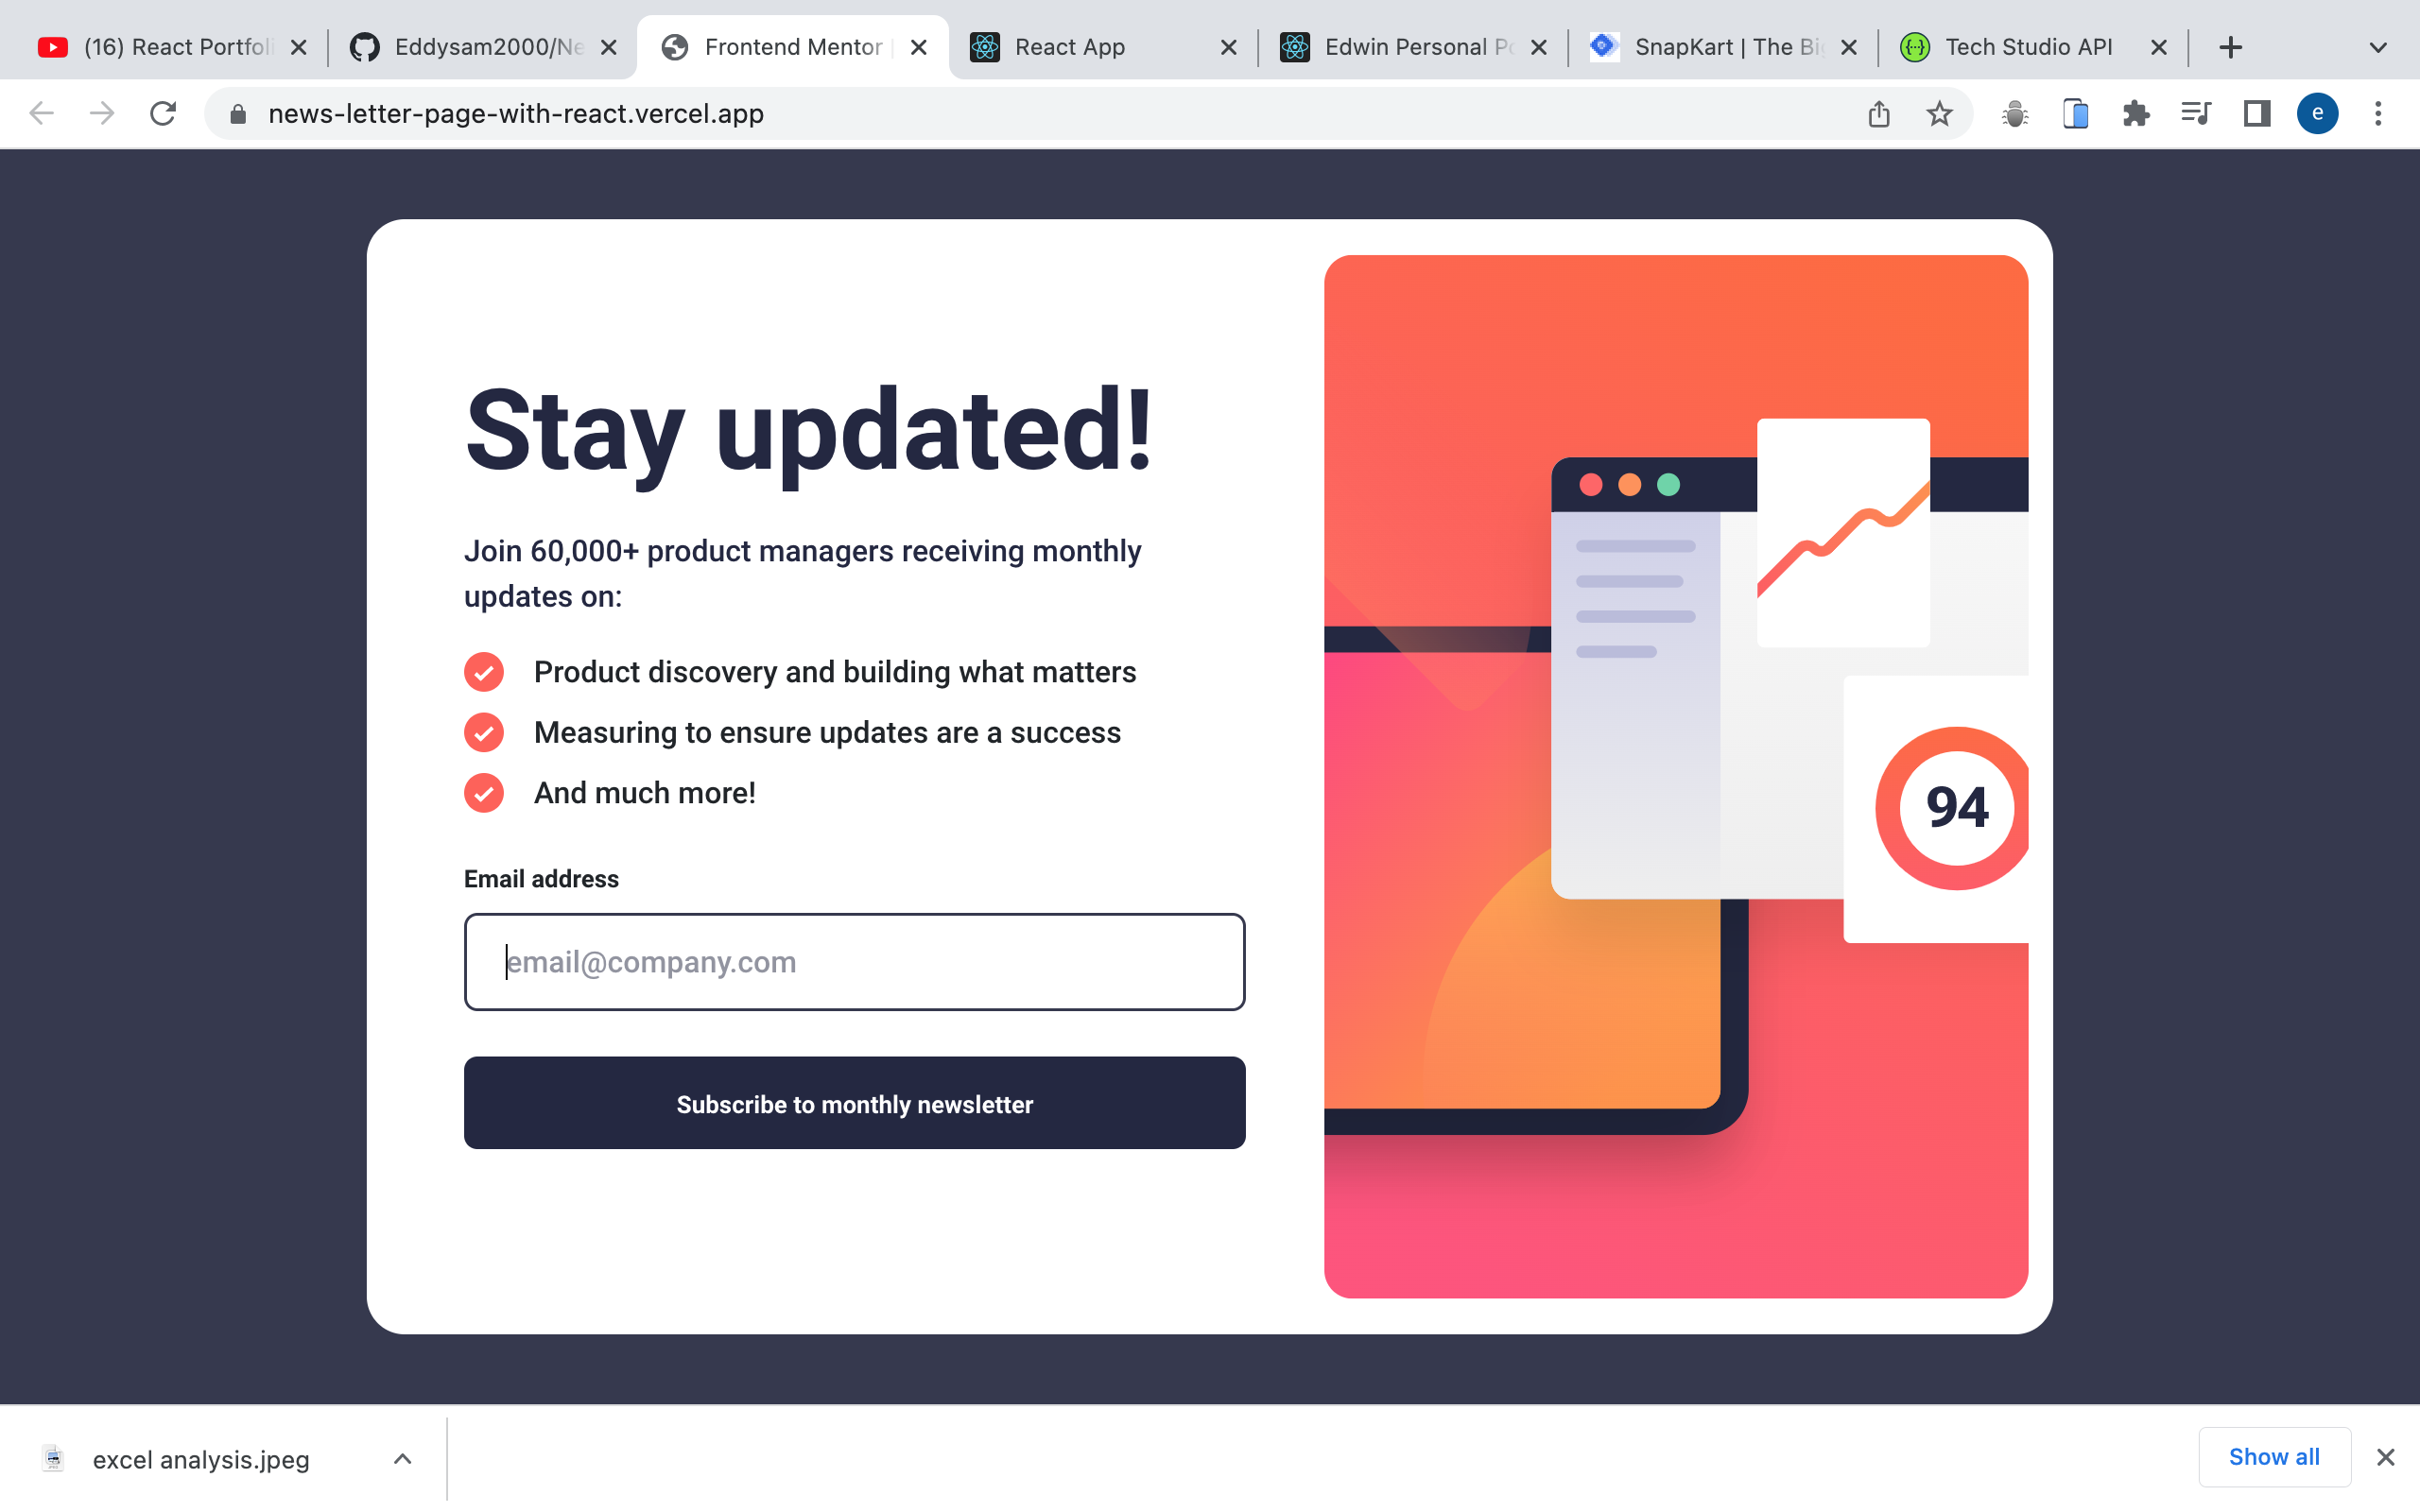 (16) React Portfoli
Eddysam2000/Ne
Frontend Mentor |
React App
Edwin Personal Po
SnapKart | The Big
Tech Studio API
news-letter-page-with-react.vercel.app
e
Stay updated!
Join 60,000+ product managers receiving monthly
updates on:
Product discovery and building what matters
Measuring to ensure updates are a success
And much more!
Email address
email@company.com
Subscribe to monthly newsletter
94
excel analysis.jpeg
Show all